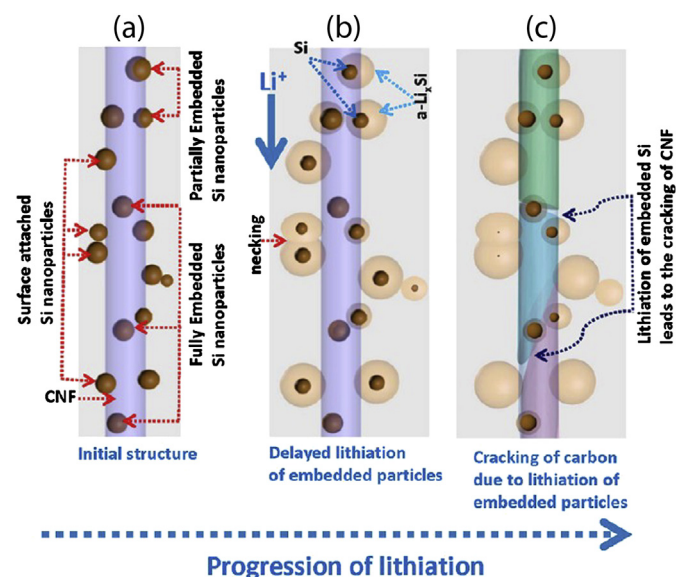 (a)
(b)
(c)
Surface attached
Si nanoparticles
Partially Embedded
Si nanoparticles
Fully Embedded
Si nanoparticles
CNF
Initial structure
Si
Li⁺
a-LiₓSi
necking
Delayed lithiation
of embedded particles
Lithiation of embedded Si
leads to the cracking of CNF
Cracking of carbon
due to lithiation of
embedded particles
Progression of lithiation